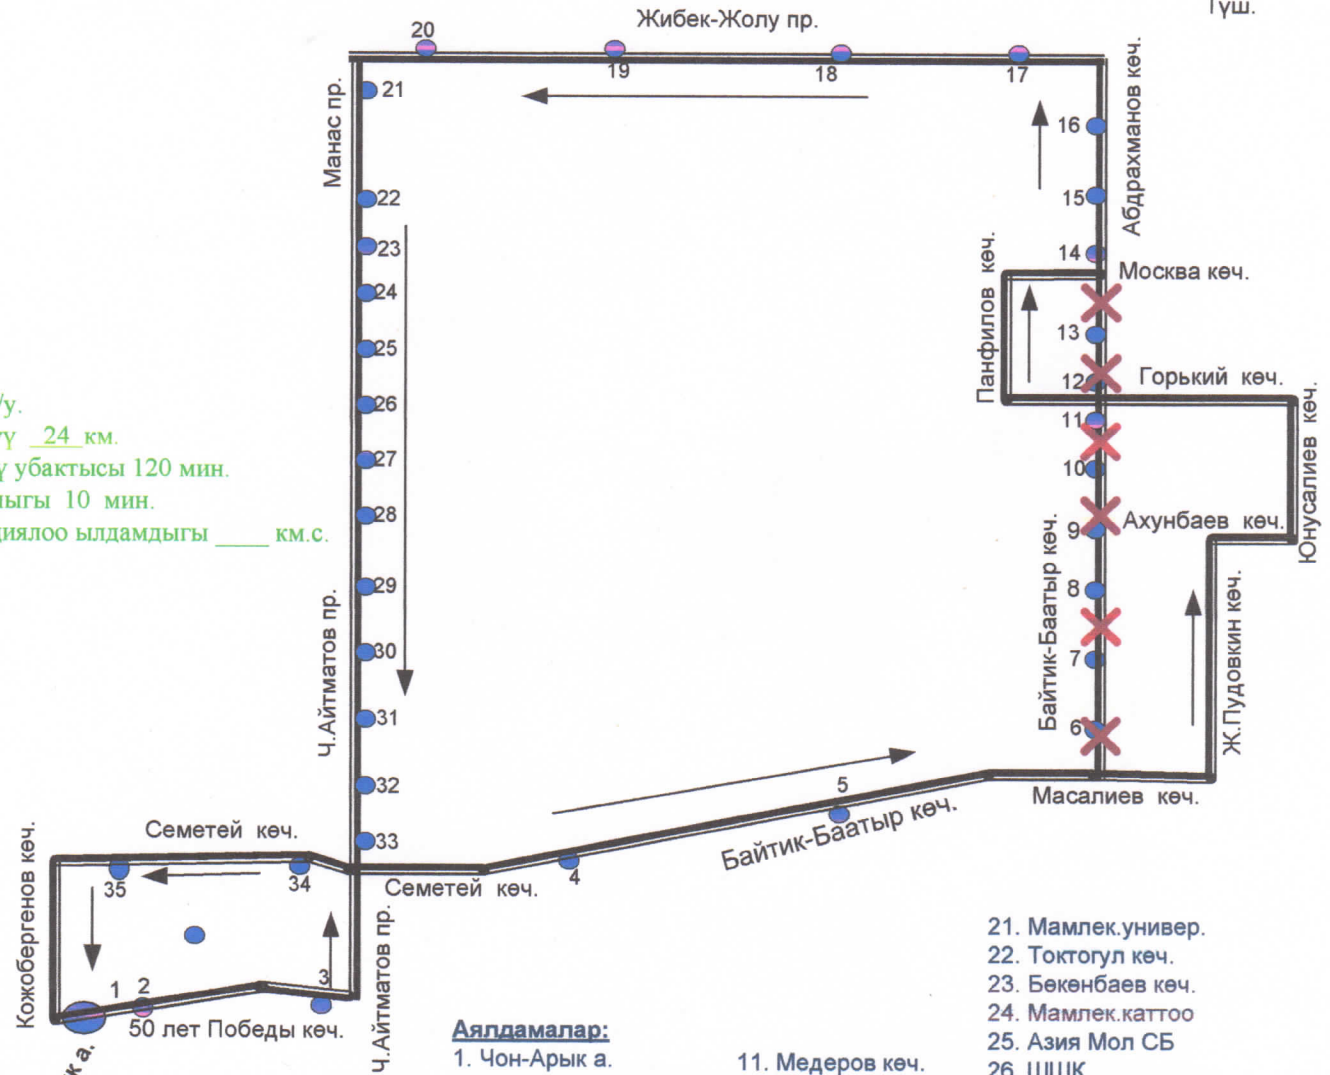 Түш.
Жибек-Жолу пр.
20
19
18
17
21
Манас пр.
16
Абдрахманов көч.
22
15
23
14
Панфилов көч.
Москва көч.
24
13
25
12
Горький көч.
26
11
Юнусалиев көч.
/у.
24 км.
27
10
убактысы 120 мин.
10 мин.
28
9
Ахунбаев көч.
ылдамдыгы ____ км.с.
29
8
Байтик-Баатыр көч.
Ж.Пудовкин көч.
30
7
Ч.Айтматов пр.
31
6
32
5
Масалиев көч.
Байтик-Баатыр көч.
33
Семетей көч.
Кожобергенов көч.
35
34
4
Семетей көч.
1
2
3
Ч.Айтматов пр.
50 лет Победы көч.
к а.
Аялдамалар:
1. Чон-Арык а.
11. Медеров көч.
21. Мамлек.универ.
22. Токтогул көч.
23. Бөкөнбаев көч.
24. Мамлек.каттоо
25. Азия Мол СБ
26. ШШК